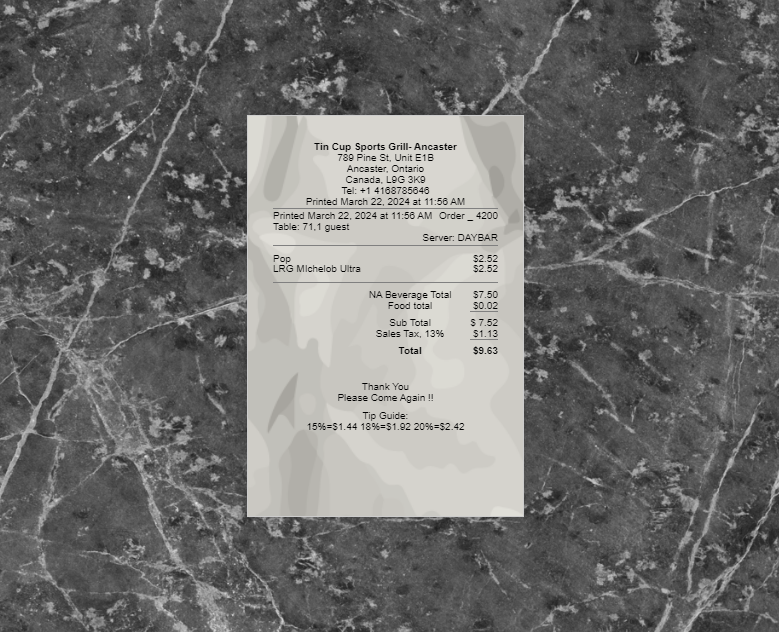 Tin Cup Sports Grill- Ancaster
789 Pine St, Unit E1B
Ancaster, Ontario
Canada, L9G 3K9
Tel: +1 4168785646
Printed March 22, 2024 at 11:56 AM
Printed March 22, 2024 at 11:56 AM Order _ 4200
Table: 71,1 guest
Server: DAYBAR
Pop $2.52
LRG MIchelob Ultra $2.52
NA Beverage Total $7.50
Food total $0.02
Sub Total $ 7.52
Sales Tax, 13% $1.13
Total $9.63
Thank You
Please Come Again !!
Tip Guide:
15%=$1.44 18%=$1.92 20%=$2.42